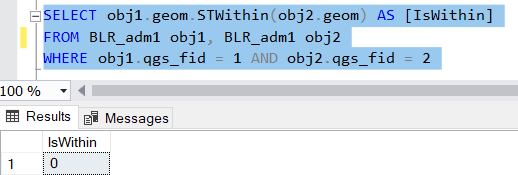 SELECT obj1.geom.STWithin(obj2.geom) AS [IsWithin]
FROM BLR_adm1 obj1, BLR_adm1 obj2
WHERE obj1.qgs_fid = 1 AND obj2.qgs_fid = 2
100 %
Results Messages
IsWithin
1 0